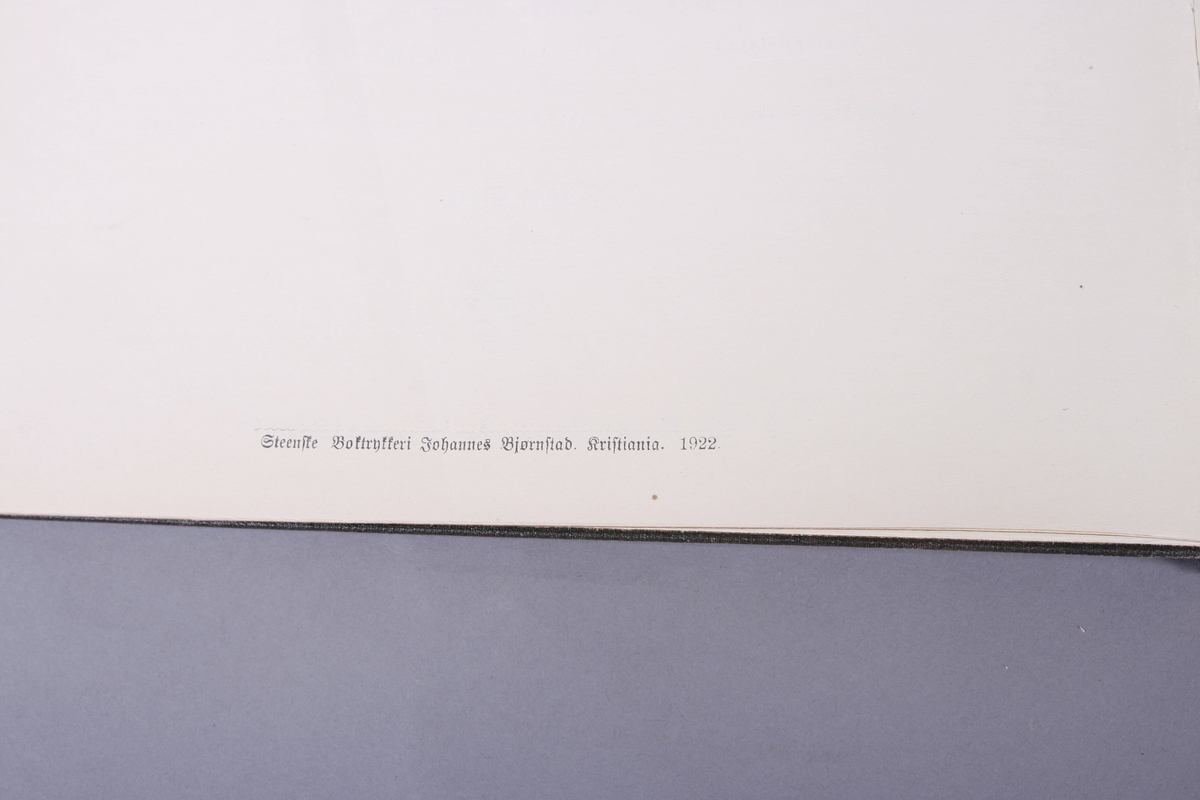 Steenske Boktrykkeri Johannes Bjørnstad. Kristiania. 1922.